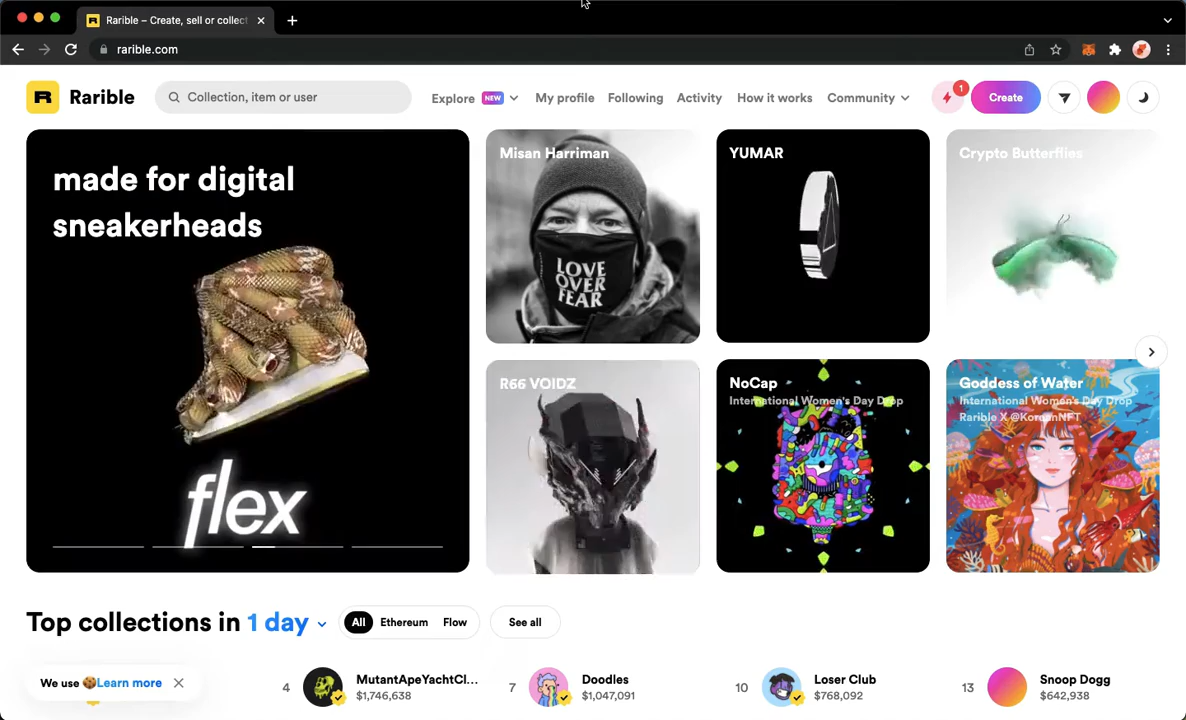 Rarible – Create, sell or collect
rarible.com
Rarible
Collection, item or user
Explore NEW
My profile
Following
Activity
How it works
Community
1
Create
made for digital
sneakerheads
flex
Misan Harriman
LOVE
OVER
FEAR
YUMAR
Crypto Butterflies
R66 VOIDZ
NoCap
International Women's Day Drop
Goddess of Water
International Women's Day Drop
Rarible X @KoreanNFT
Top collections in 1 day
All
Ethereum
Flow
See all
We use 🍪Learn more
4
MutantApeYachtCl...
$1,746,638
7
Doodles
$1,047,091
10
Loser Club
$768,092
13
Snoop Dogg
$642,938